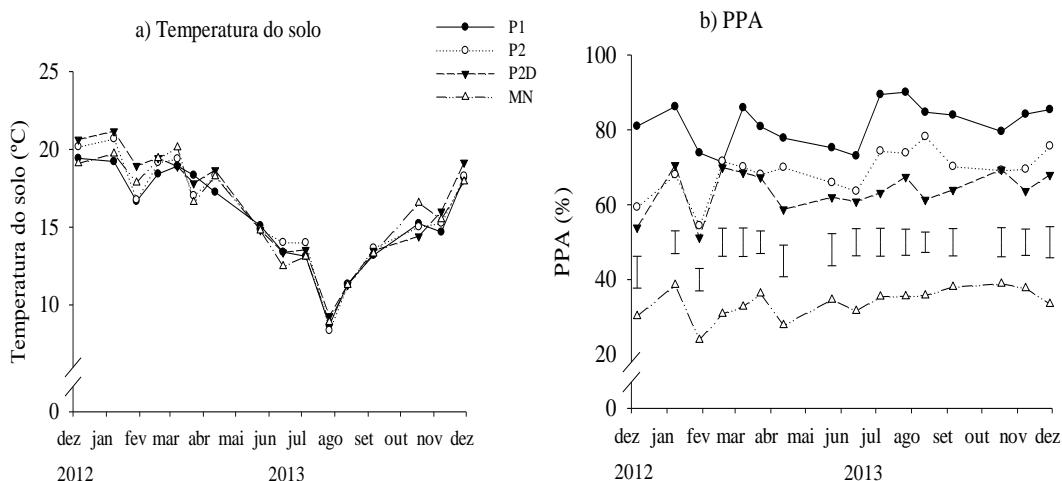 a) Temperatura do solo
P1
P2
P2D
MN
Temperatura do solo (ºC)
25
20
15
10
0
dez jan fev mar abr mai jun jul ago set out nov dez
2012 2013
b) PPA
PPA (%)
100
80
60
40
20
0
dez jan fev mar abr mai jun jul ago set out nov dez
2012 2013